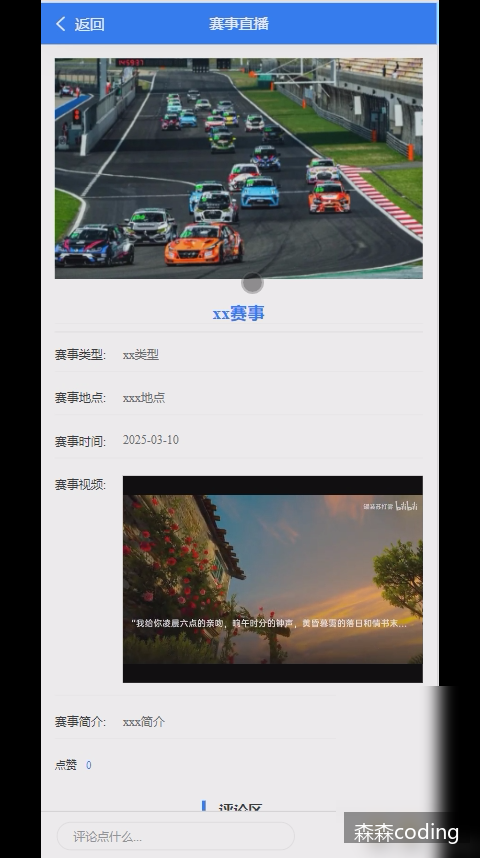 返回
赛事直播
xx赛事
赛事类型: xx类型
赛事地点: xxx地点
赛事时间: 2025-03-10
赛事视频:
bilibili
"我给你凌晨六点的亲吻，晌午时分的钟声，黄昏暮霭的落日和情书末...
赛事简介: xxx简介
点赞 0
评论区
评论点什么...
森森coding